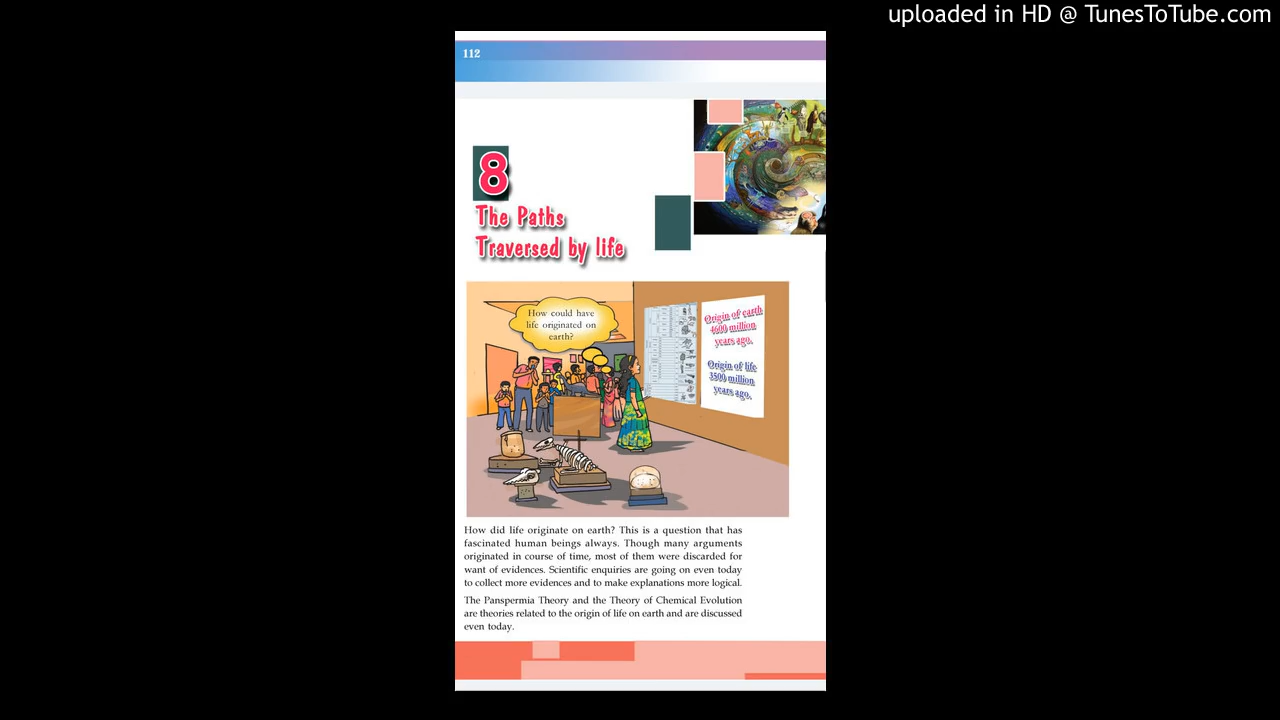 uploaded in HD @ TunesToTube.com
112
8
The Paths
Traversed by life
How could have
life originated on
earth?
Origin of earth
4600 million
years ago.
Origin of life
3500 million
years ago.
How did life originate on earth? This is a question that has
fascinated human beings always. Though many arguments
originated in course of time, most of them were discarded for
want of evidences. Scientific enquiries are going on even today
to collect more evidences and to make explanations more logical.
The Panspermia Theory and the Theory of Chemical Evolution
are theories related to the origin of life on earth and are discussed
even today.